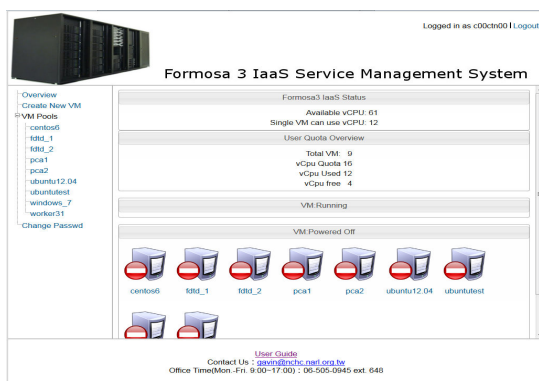 Logged in as c00ctn00 | Logout
Formosa 3 IaaS Service Management System
Overview
Create New VM
VM Pools
centos6
fdtd_1
fdtd_2
pca1
pca2
ubuntu12.04
ubuntutest
windows_7
worker31
Change Passwd
Formosa3 IaaS Status
Available vCPU: 61
Single VM can use vCPU: 12
User Quota Overview
Total VM: 9
vCpu Quota 16
vCpu Used 12
vCpu free 4
VM:Running
VM:Powered Off
centos6 fdtd_1 fdtd_2 pca1 pca2 ubuntu12.04 ubuntutest
User Guide
Contact Us : gavin@nchc.narl.org.tw
Office Time(Mon.-Fri. 9:00~17:00) : 06-505-0945 ext. 648